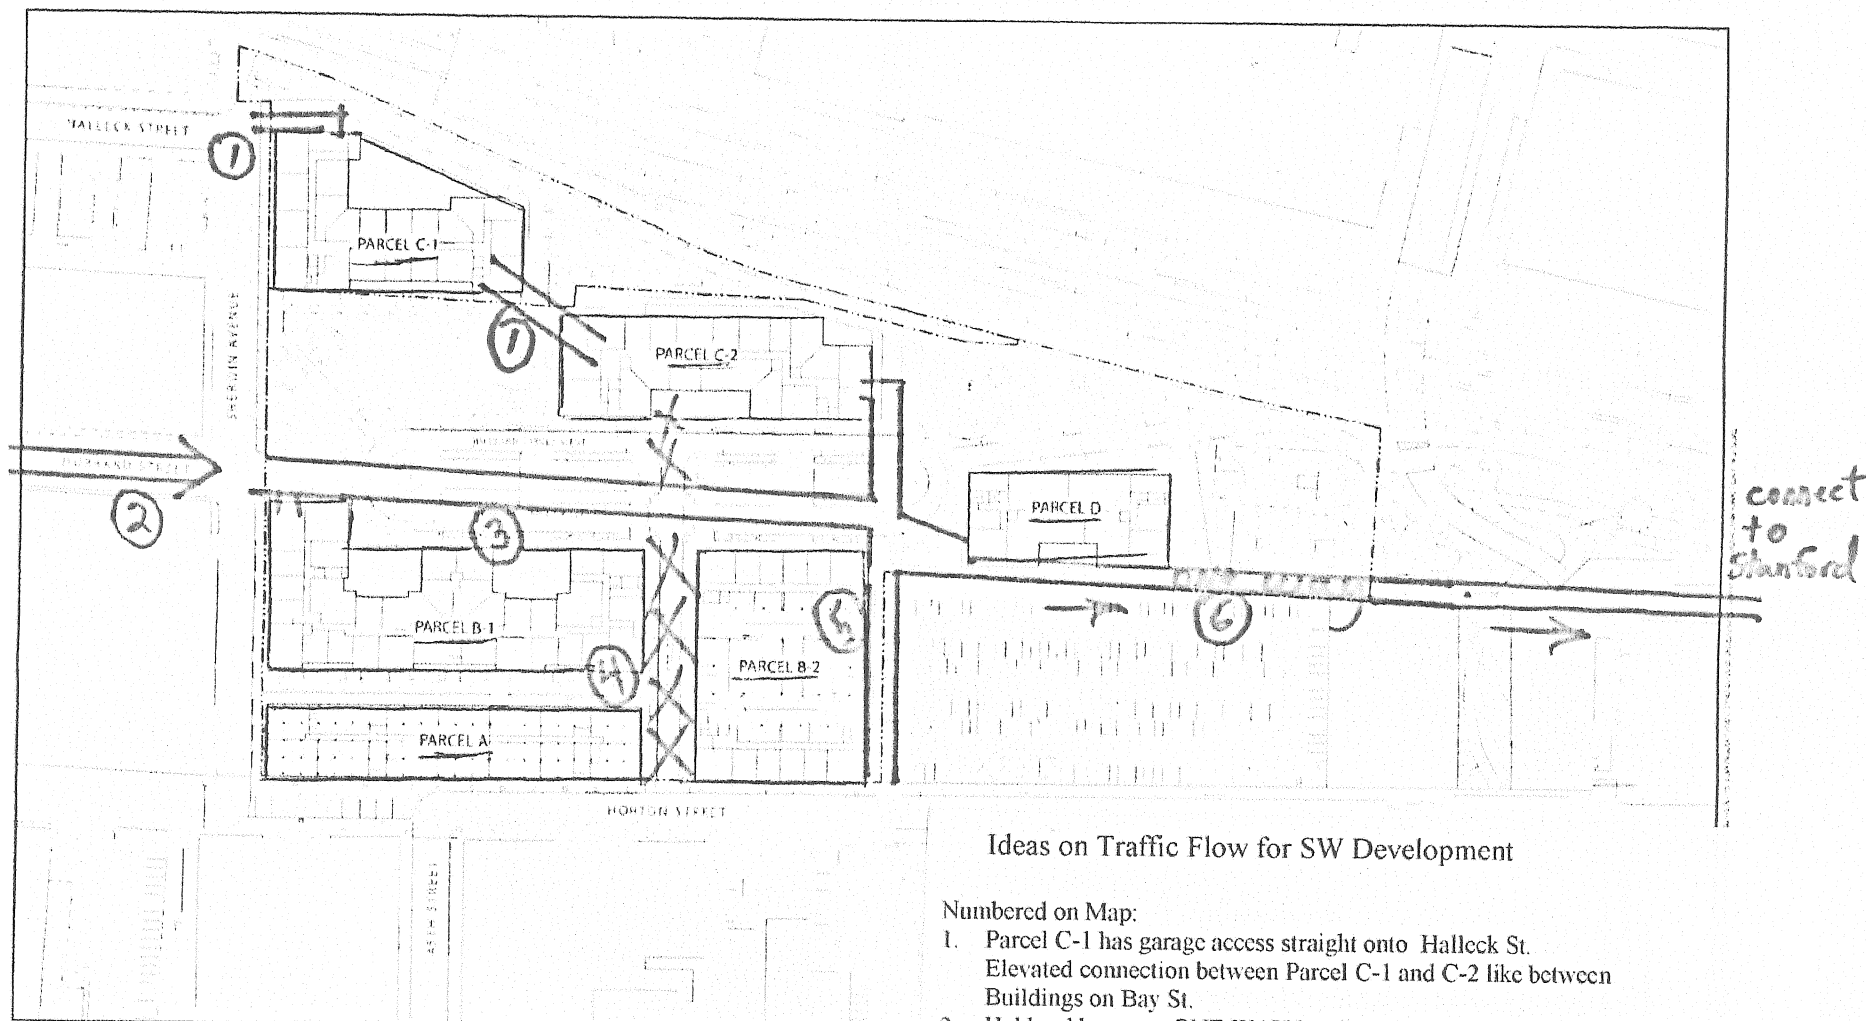 HALLECK STREET
1
PARCEL C-1
SHERWIN AVENUE
1
PARCEL C-2
2
3
PARCEL D
connect
to
Stanford
5
6
PARCEL B-1
4
PARCEL B-2
PARCEL A
HORTON STREET
Ideas on Traffic Flow for SW Development
Numbered on Map:
1. Parcel C-1 has garage access straight onto Halleck St.
Elevated connection between Parcel C-1 and C-2 like between
Buildings on Bay St.